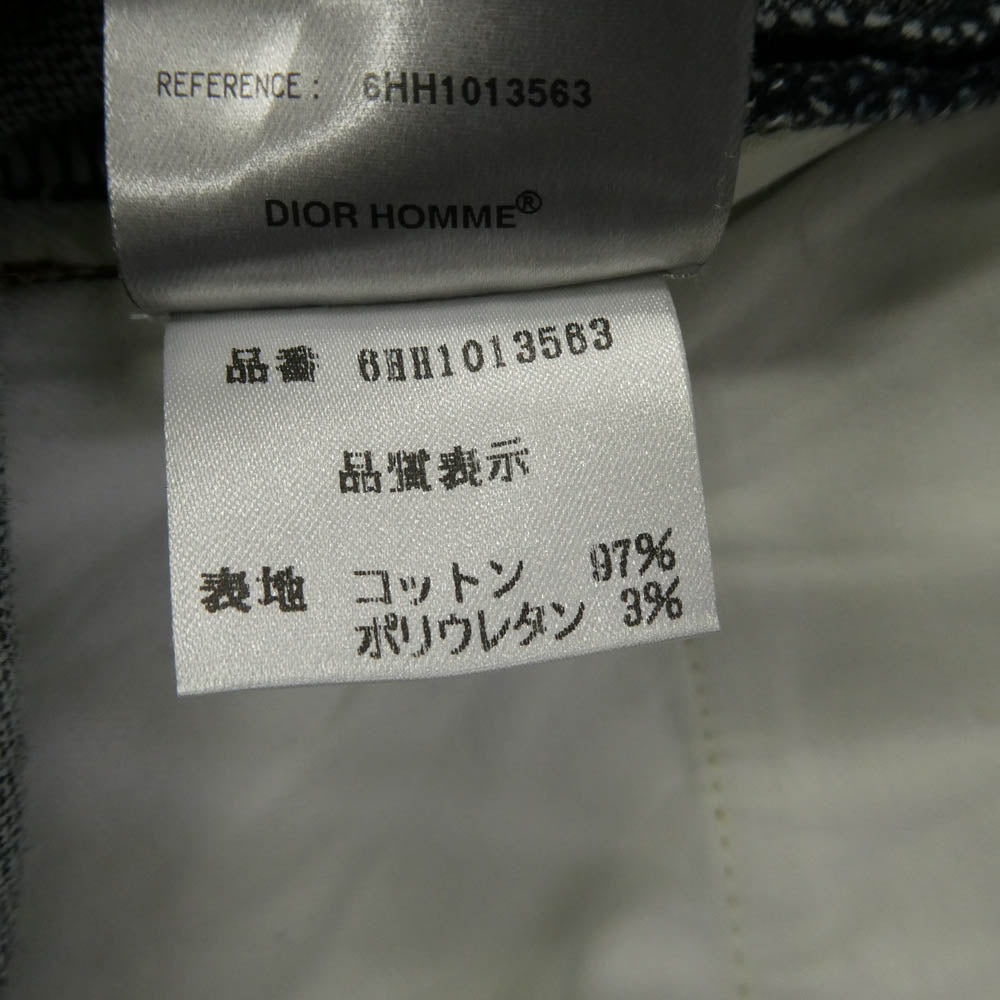 REFERENCE : 6HH1013563
DIOR HOMME®
品番 6HH1013563
品質表示
表地 コットン 97%
ポリウレタン 3%